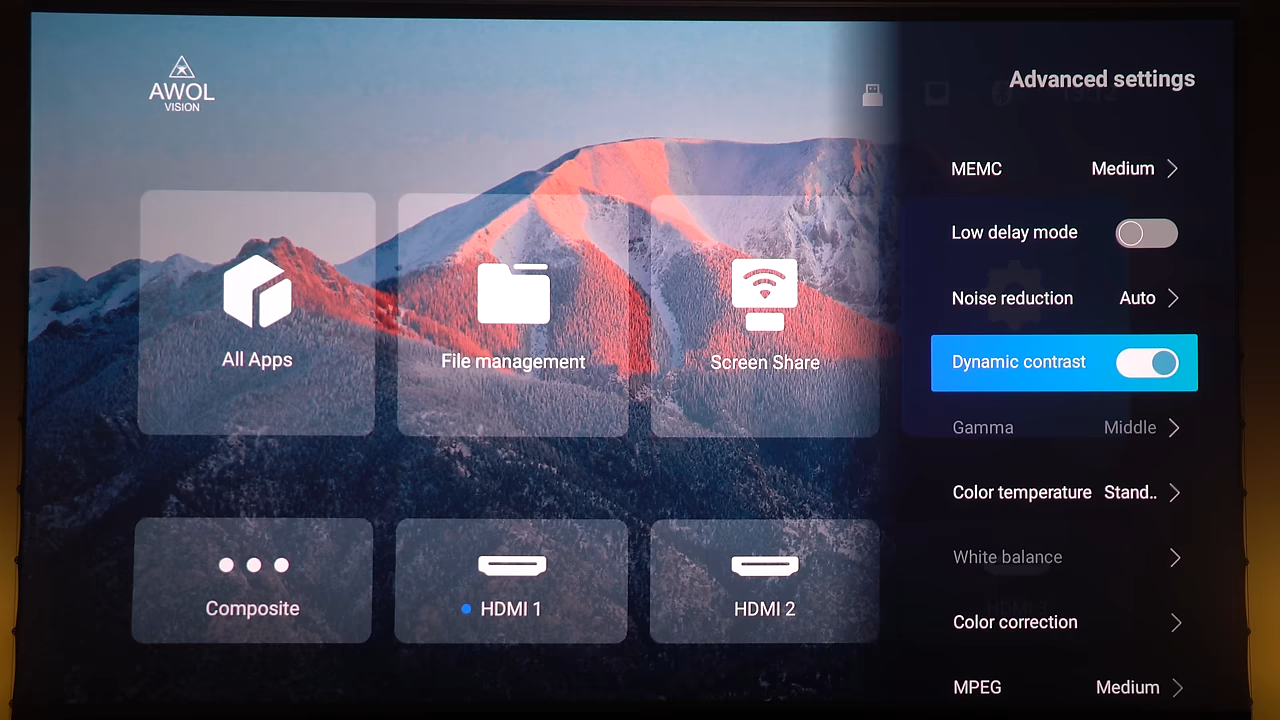 AWOL
VISION
All Apps
File management
Screen Share
Composite
HDMI 1
HDMI 2
Advanced settings
MEMC Medium
Low delay mode
Noise reduction Auto
Dynamic contrast
Gamma Middle
Color temperature Stand..
White balance
Color correction
MPEG Medium